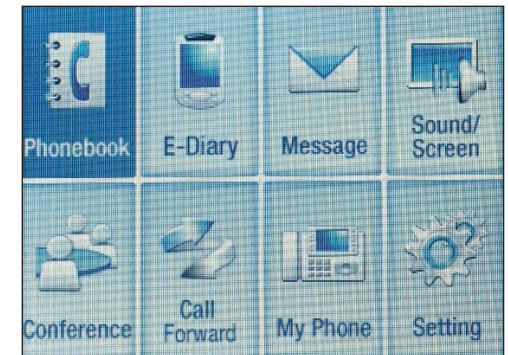 Phonebook
E-Diary
Message
Sound/
Screen
Conference
Call
Forward
My Phone
Setting